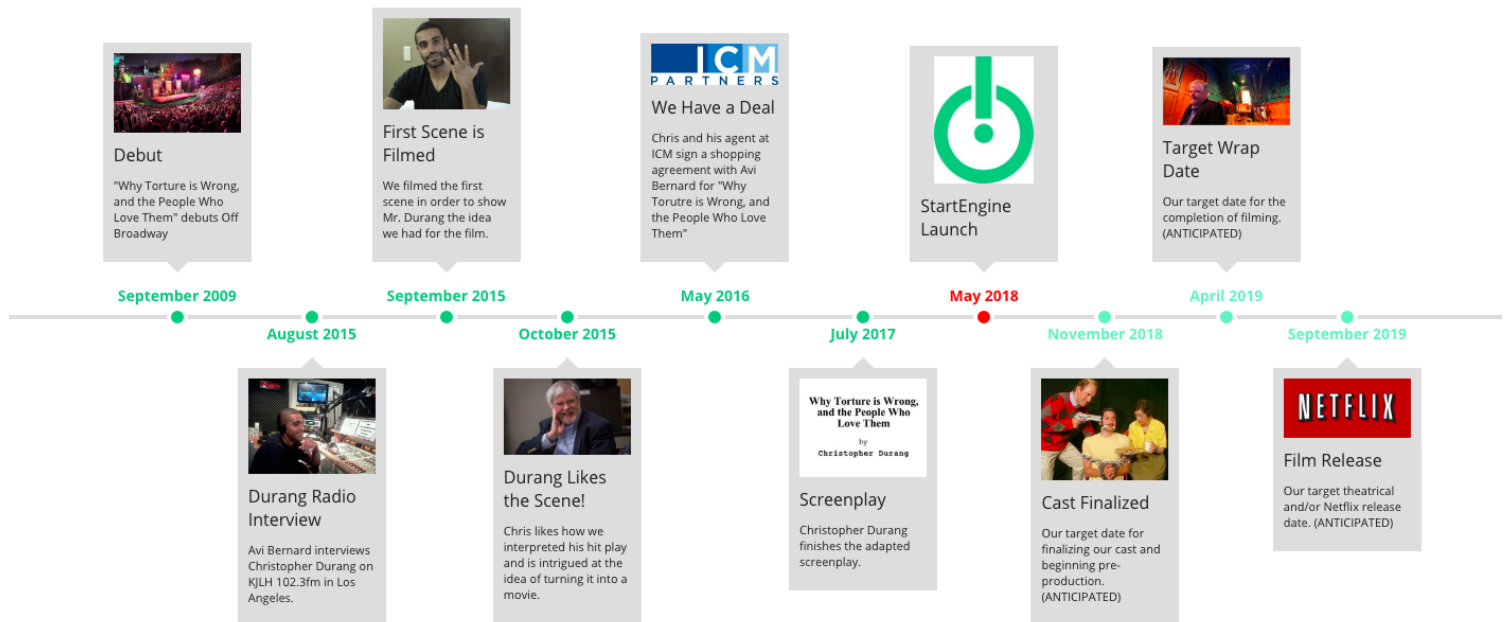 Debut
"Why Torture is Wrong,
and the People Who
Love Them" debuts Off
Broadway
September 2009
August 2015
Durang Radio
Interview
Avi Bernard interviews
Christopher Durang on
KJLH 102.3fm in Los
Angeles.
First Scene is
Filmed
We filmed the first
scene in order to show
Mr. Durang the idea
we had for the film.
September 2015
October 2015
Durang Likes
the Scene!
Chris likes how we
interpreted his hit play
and is intrigued at the
idea of turning it into a
movie.
ICM
PARTNERS
We Have a Deal
Chris and his agent at
ICM sign a shopping
agreement with Avi
Bernard for "Why
Torutre is Wrong, and
the People Who Love
Them"
May 2016
July 2017
Why Torture is Wrong,
and the People Who
Love Them
by
Christopher Durang
Screenplay
Christopher Durang
finishes the adapted
screenplay.
StartEngine
Launch
May 2018
November 2018
Cast Finalized
Our target date for
finalizing our cast and
beginning pre-
production.
(ANTICIPATED)
Target Wrap
Date
Our target date for the
completion of filming.
(ANTICIPATED)
April 2019
September 2019
NETFLIX
Film Release
Our target theatrical
and/or Netflix release
date. (ANTICIPATED)